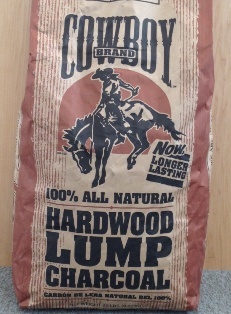 COWBOY
BRAND
Now
LONGER
LASTING
100% ALL NATURAL
HARDWOOD
LUMP
CHARCOAL
CARBÓN DE LEÑA NATURAL DEL 100%